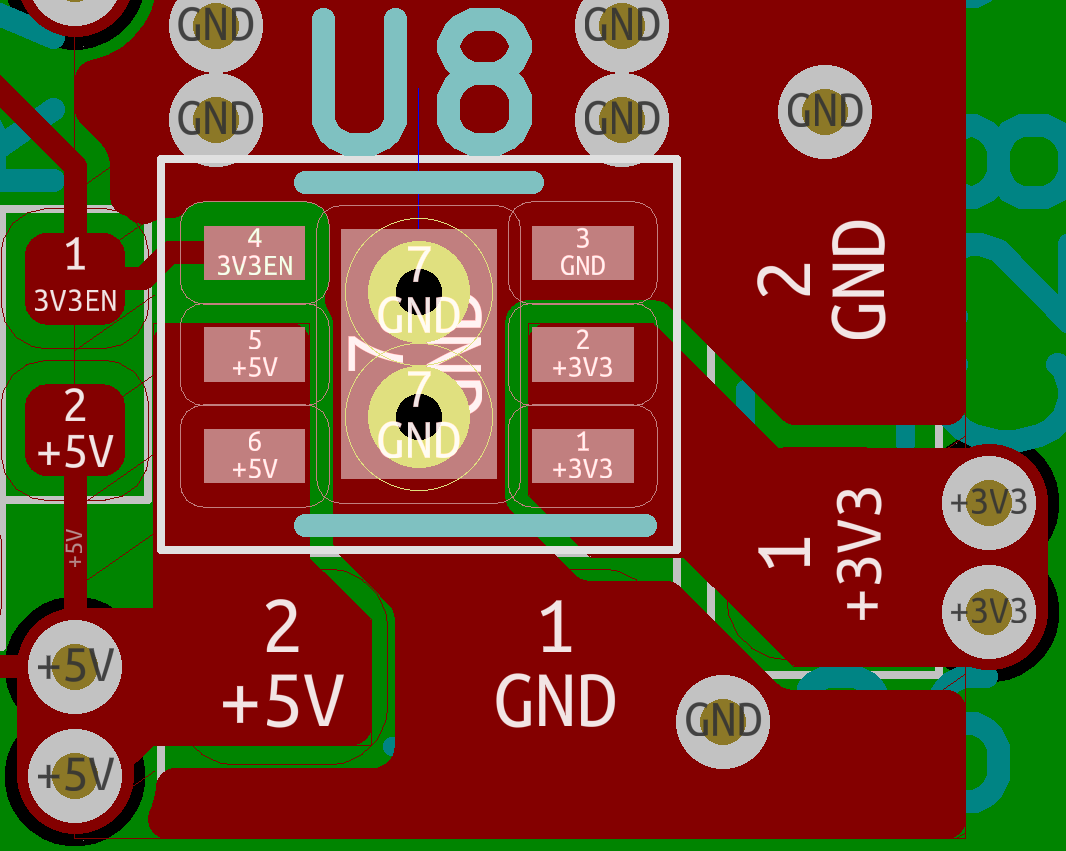 GND
GND
U8
GND
GND
GND
1
3V3EN
4
3V3EN
7
GND
3
GND
2
GND
5
+5V
7
GND
2
+3V3
2
+5V
6
+5V
7
GND
1
+3V3
+5V
1
+3V3
+3V3
+3V3
2
+5V
1
GND
+5V
+5V
GND